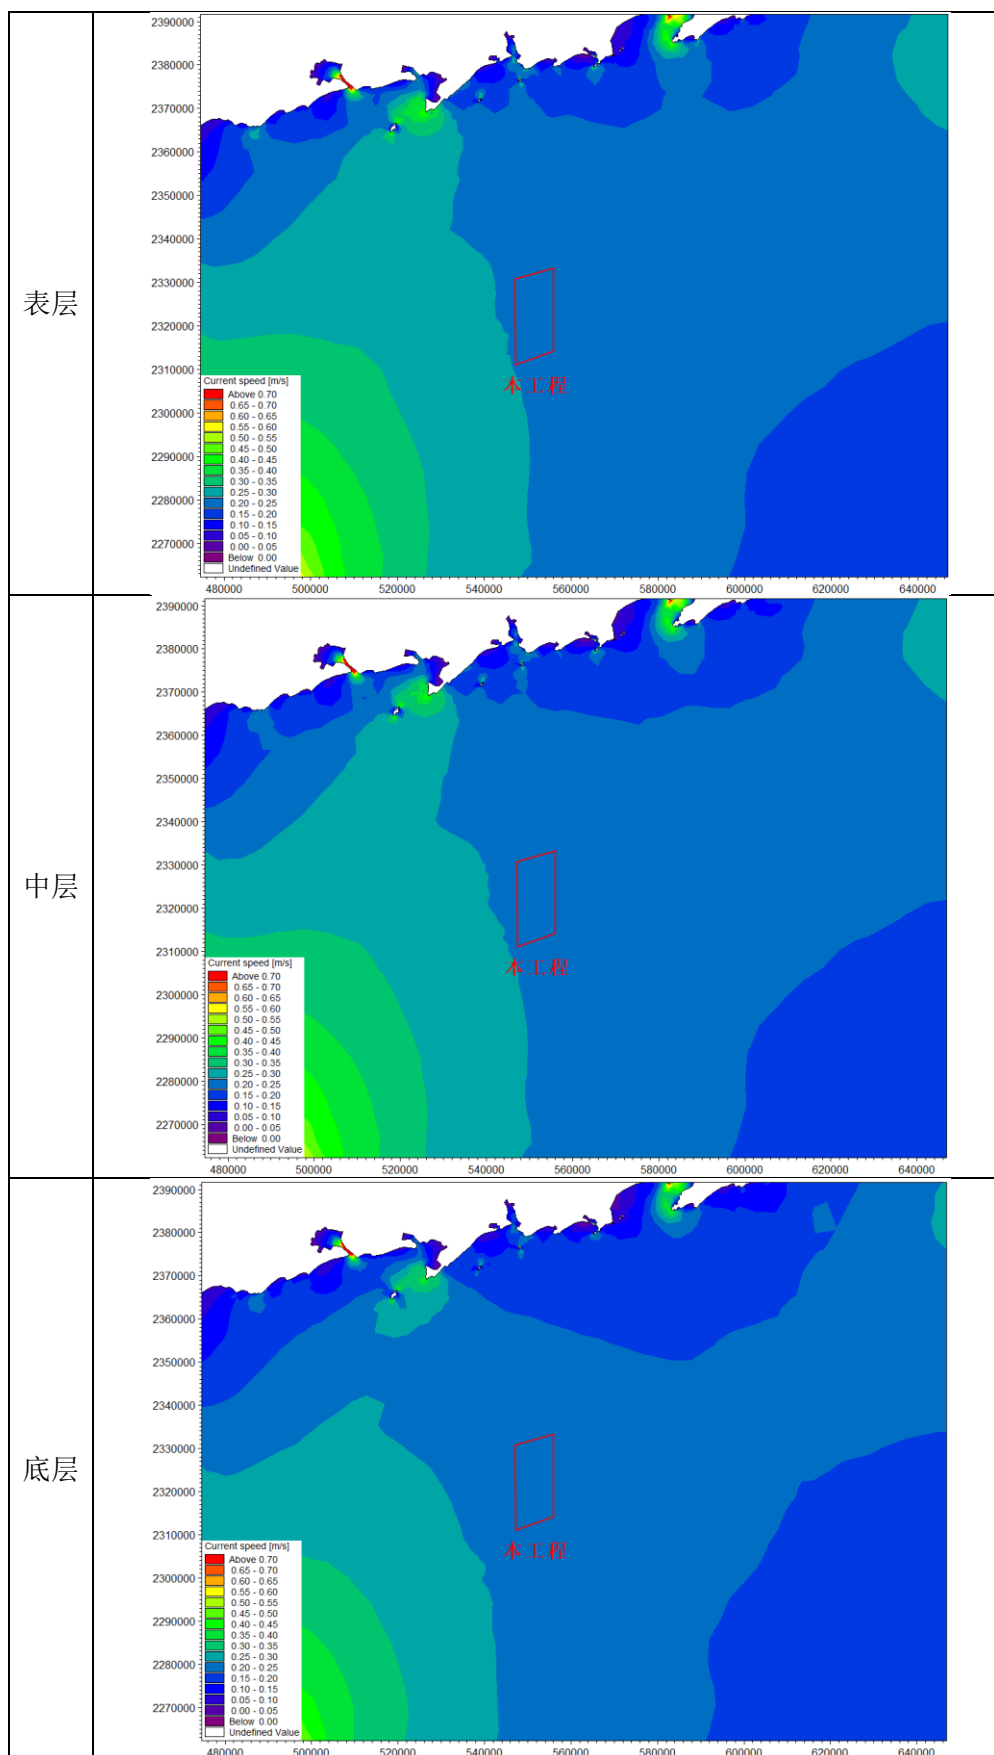 表层
2390000
2380000
2370000
2360000
2350000
2340000
2330000
2320000
2310000
2300000
2290000
2280000
2270000
本工程
Current speed [m/s]
Above 0.70
0.65 - 0.70
0.60 - 0.65
0.55 - 0.60
0.50 - 0.55
0.45 - 0.50
0.40 - 0.45
0.35 - 0.40
0.30 - 0.35
0.25 - 0.30
0.20 - 0.25
0.15 - 0.20
0.10 - 0.15
0.05 - 0.10
0.00 - 0.05
Below 0.00
Undefined Value
480000 500000 520000 540000 560000 580000 600000 620000 640000
中层
2390000
2380000
2370000
2360000
2350000
2340000
2330000
2320000
2310000
2300000
2290000
2280000
2270000
本工程
Current speed [m/s]
Above 0.70
0.65 - 0.70
0.60 - 0.65
0.55 - 0.60
0.50 - 0.55
0.45 - 0.50
0.40 - 0.45
0.35 - 0.40
0.30 - 0.35
0.25 - 0.30
0.20 - 0.25
0.15 - 0.20
0.10 - 0.15
0.05 - 0.10
0.00 - 0.05
Below 0.00
Undefined Value
480000 500000 520000 540000 560000 580000 600000 620000 640000
底层
2390000
2380000
2370000
2360000
2350000
2340000
2330000
2320000
2310000
2300000
2290000
2280000
2270000
本工程
Current speed [m/s]
Above 0.70
0.65 - 0.70
0.60 - 0.65
0.55 - 0.60
0.50 - 0.55
0.45 - 0.50
0.40 - 0.45
0.35 - 0.40
0.30 - 0.35
0.25 - 0.30
0.20 - 0.25
0.15 - 0.20
0.10 - 0.15
0.05 - 0.10
0.00 - 0.05
Below 0.00
Undefined Value
480000 500000 520000 540000 560000 580000 600000 620000 640000